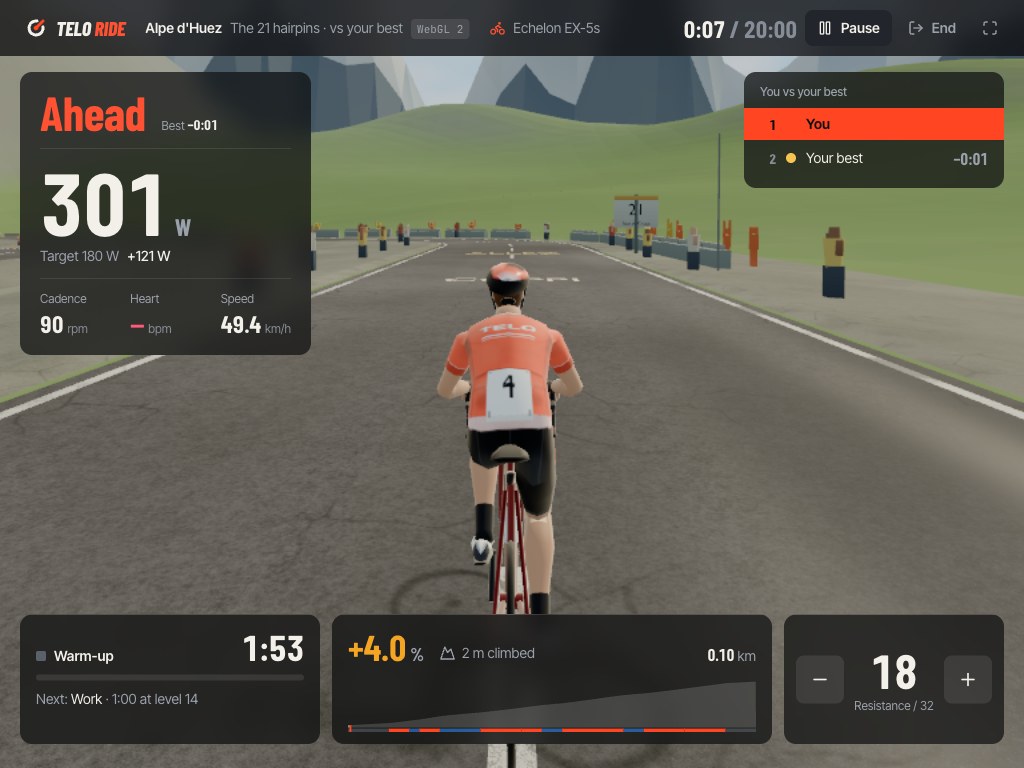 TELO RIDE Alpe d'Huez The 21 hairpins · vs your best WebGL 2 Echelon EX-5s 0:07 / 20:00 Pause End
Ahead Best −0:01
301 W
Target 180 W +121 W
Cadence Heart Speed
90 rpm – bpm 49.4 km/h
You vs your best
1 You
2 Your best −0:01
21
TELO
4
Warm-up 1:53
Next: Work · 1:00 at level 14
+4.0 % 2 m climbed 0.10 km
− 18 +
Resistance / 32